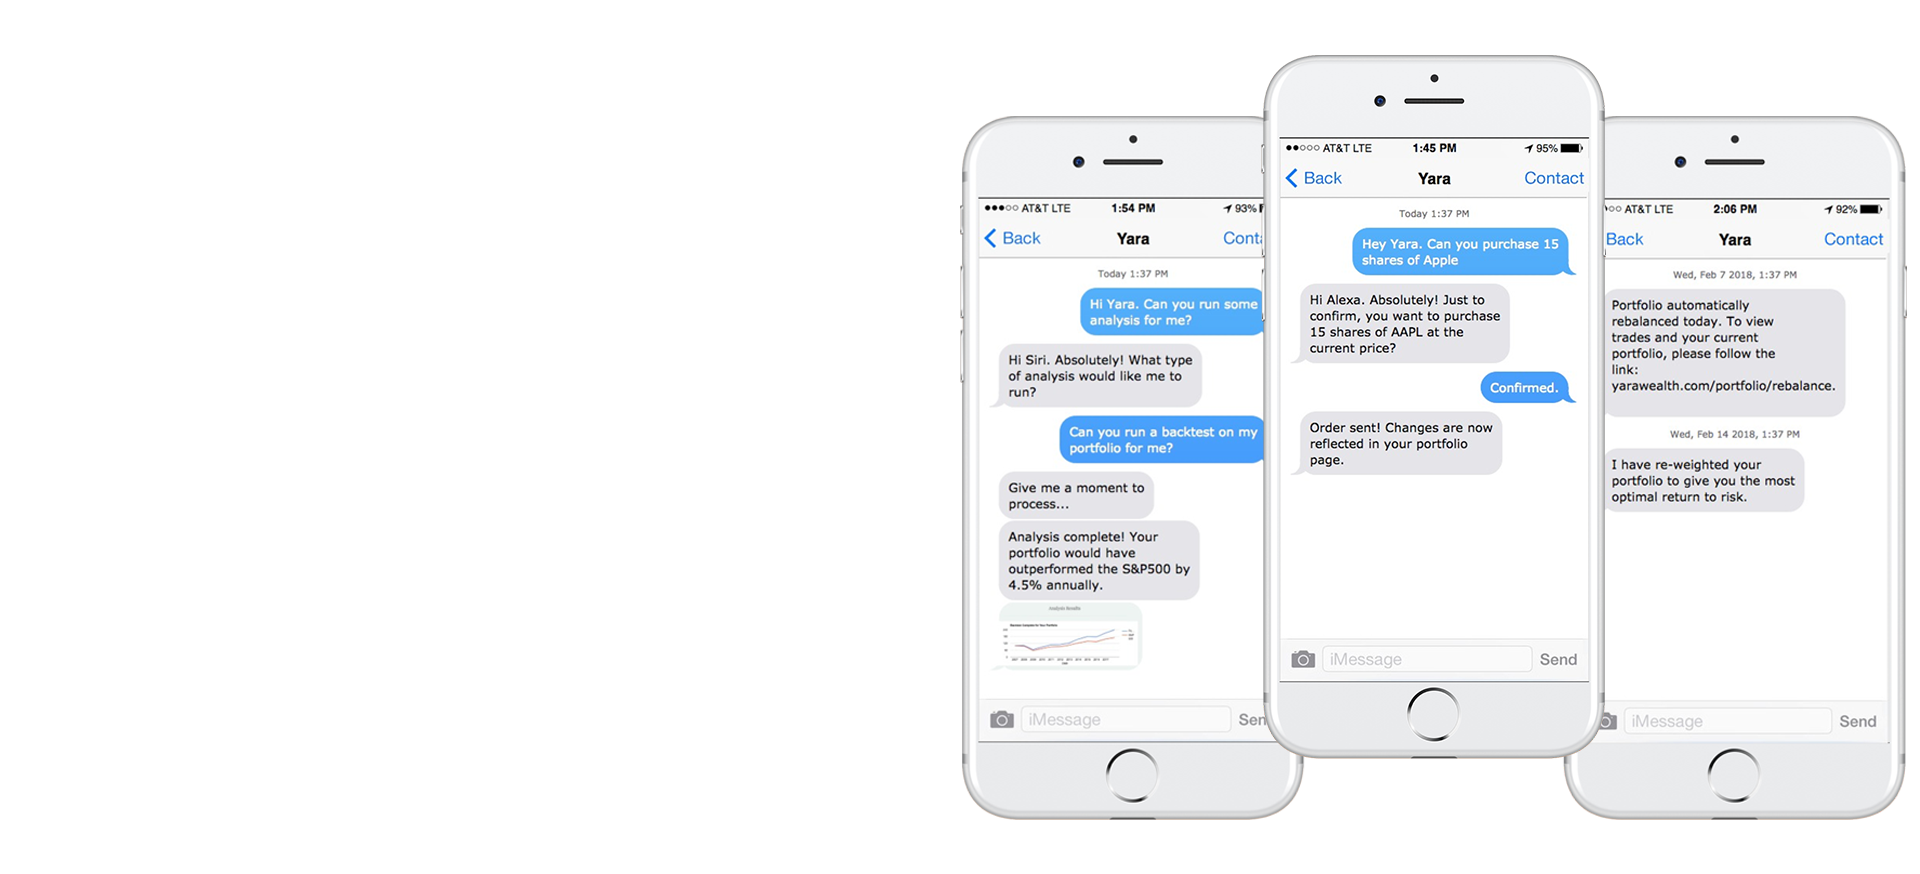 AT&T LTE 1:54 PM 93%
Back Yara Conta
Today 1:37 PM
Hi Yara. Can you run some
analysis for me?
Hi Siri. Absolutely! What type
of analysis would like me to
run?
Can you run a backtest on my
portfolio for me?
Give me a moment to
process...
Analysis complete! Your
portfolio would have
outperformed the S&P500 by
4.5% annually.
Analysis Results
iMessage Sen
AT&T LTE 1:45 PM 95%
Back Yara Contact
Today 1:37 PM
Hey Yara. Can you purchase 15
shares of Apple
Hi Alexa. Absolutely! Just to
confirm, you want to purchase
15 shares of AAPL at the
current price?
Confirmed.
Order sent! Changes are now
reflected in your portfolio
page.
iMessage Send
AT&T LTE 2:06 PM 92%
Back Yara Contact
Wed, Feb 7 2018, 1:37 PM
Portfolio automatically
rebalanced today. To view
trades and your current
portfolio, please follow the
link:
yarawealth.com/portfolio/rebalance.
Wed, Feb 14 2018, 1:37 PM
I have re-weighted your
portfolio to give you the most
optimal return to risk.
iMessage Send